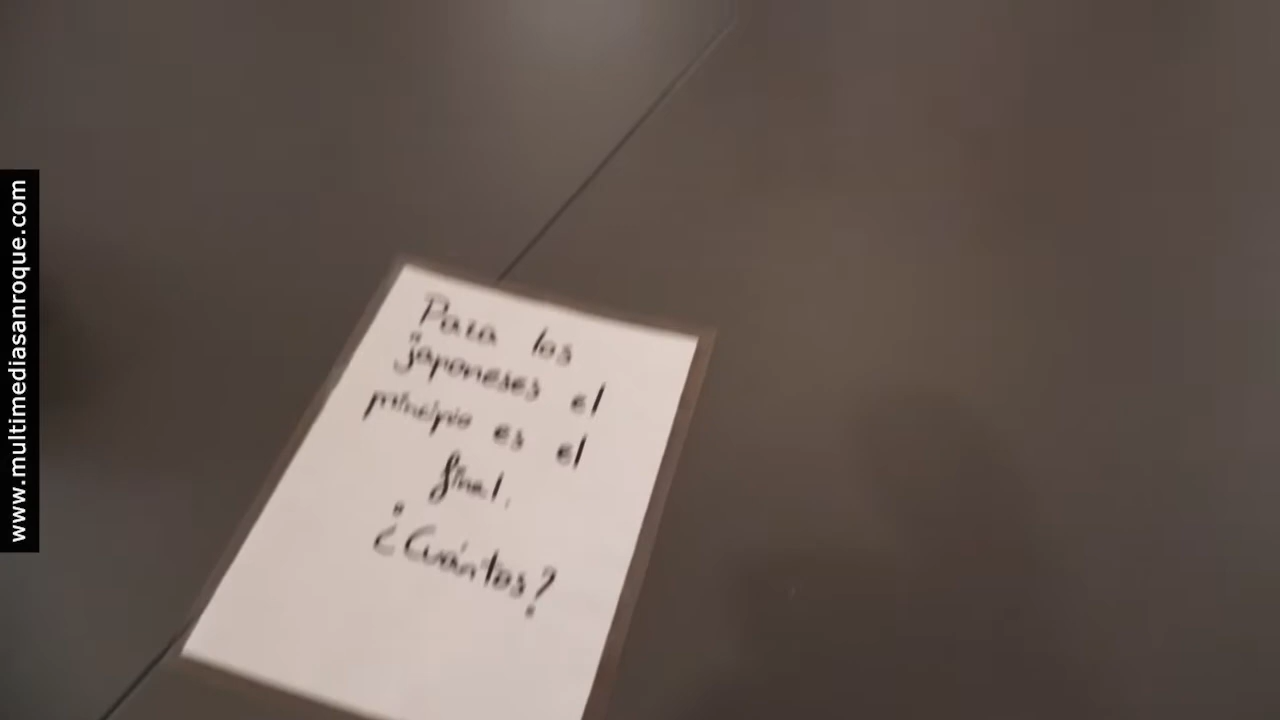 Para los
japoneses el
principio es el
final.
¿Cuántos?
www.multimediasanroque.com